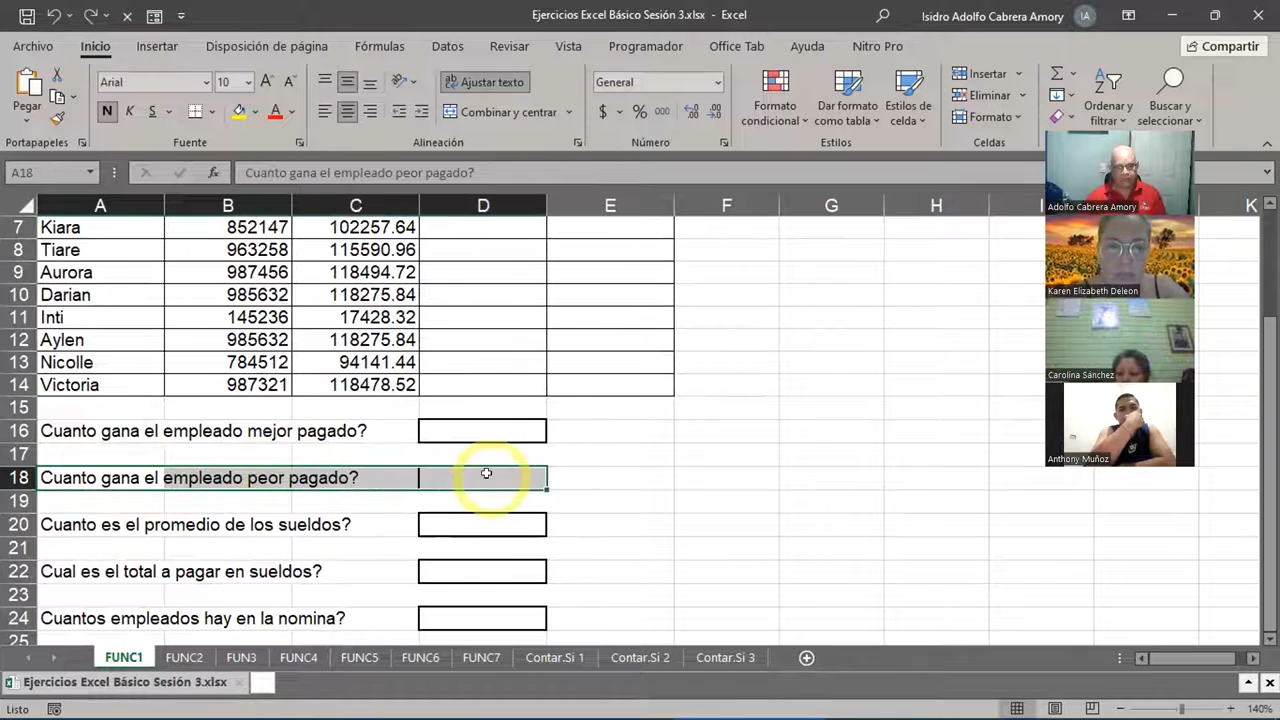 Ejercicios Excel Básico Sesión 3.xlsx - Excel
Isidro Adolfo Cabrera Amory
IA
Archivo Inicio Insertar Disposición de página Fórmulas Datos Revisar Vista Programador Office Tab Ayuda Nitro Pro
Compartir
Pegar
Portapapeles
Arial 10
N K S
Fuente
Ajustar texto
Combinar y centrar
Alineación
General
$ % 000
Número
Formato condicional
Dar formato como tabla
Estilos de celda
Estilos
Insertar
Eliminar
Formato
Celdas
Ordenar y filtrar
Buscar y seleccionar
A18 fx Cuanto gana el empleado peor pagado?
A B C D E F G H I K
7 Kiara 852147 102257.64
8 Tiare 963258 115590.96
9 Aurora 987456 118494.72
10 Darian 985632 118275.84
11 Inti 145236 17428.32
12 Aylen 985632 118275.84
13 Nicolle 784512 94141.44
14 Victoria 987321 118478.52
15
16 Cuanto gana el empleado mejor pagado?
17
18 Cuanto gana el empleado peor pagado?
19
20 Cuanto es el promedio de los sueldos?
21
22 Cual es el total a pagar en sueldos?
23
24 Cuantos empleados hay en la nomina?
25
Adolfo Cabrera Amory
Karen Elizabeth Deleon
Carolina Sánchez
Anthony Muñoz
FUNC1 FUNC2 FUN3 FUNC4 FUNC5 FUNC6 FUNC7 Contar.Si 1 Contar.Si 2 Contar.Si 3
Ejercicios Excel Básico Sesión 3.xlsx
Listo
140%